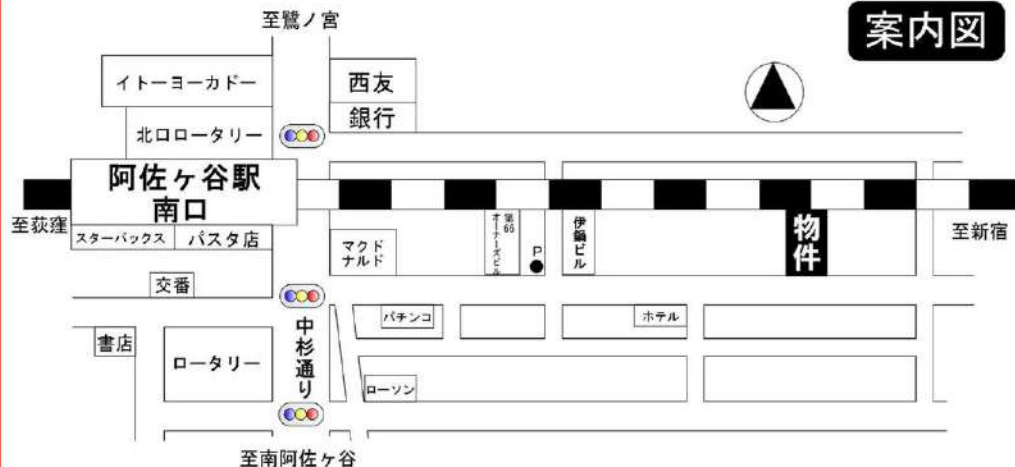 至鷺ノ宮
案内図
イトーヨーカドー
西友
銀行
北口ロータリー
阿佐ヶ谷駅
南口
至荻窪
スターバックス
パスタ店
マクド
ナルド
第66
オーナーズビル
P
伊鍋ビル
物件
至新宿
交番
パチンコ
ホテル
中杉通り
書店
ロータリー
ローソン
至南阿佐ヶ谷